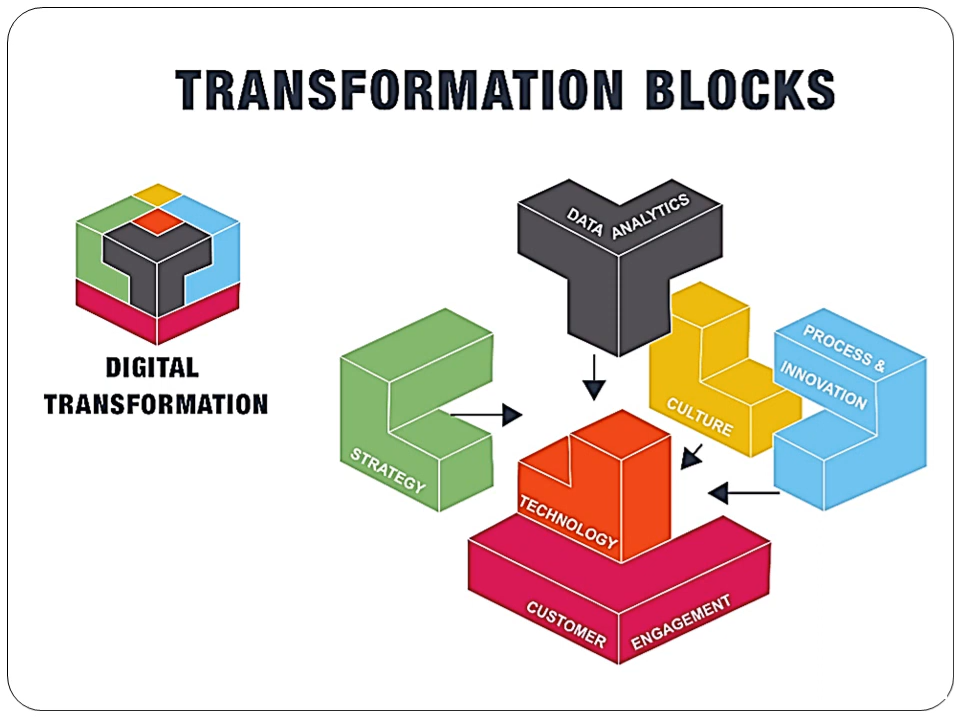 TRANSFORMATION BLOCKS
DIGITAL
TRANSFORMATION
DATA ANALYTICS
PROCESS &
INNOVATION
CULTURE
STRATEGY
TECHNOLOGY
CUSTOMER ENGAGEMENT